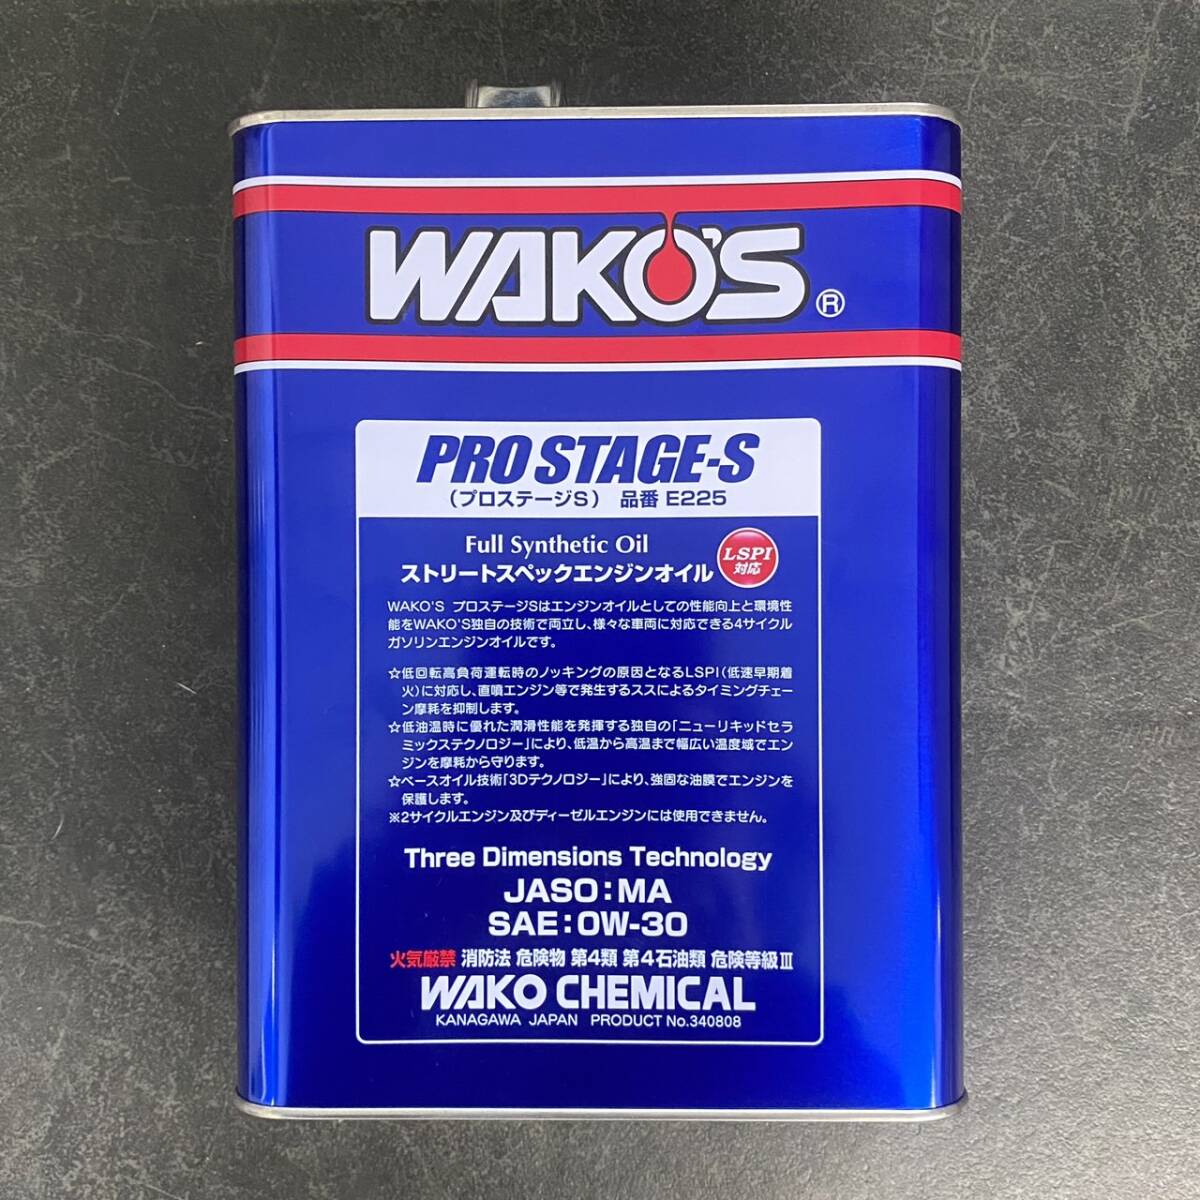 WAKO'S ®
PRO STAGE-S
(プロステージS) 品番 E225
Full Synthetic Oil
ストリートスペックエンジンオイル
LSPI
対応
WAKO'S プロステージSはエンジンオイルとしての性能向上と環境性
能をWAKO'S独自の技術で両立し、様々な車両に対応できる4サイクル
ガソリンエンジンオイルです。
☆低回転高負荷運転時のノッキングの原因となるLSPI(低速早期着
火)に対応し、直噴エンジン等で発生するススによるタイミングチェー
ン摩耗を抑制します。
☆低油温時に優れた潤滑性能を発揮する独自の「ニューリキッドセラ
ミックステクノロジー」により、低温から高温まで幅広い温度域でエン
ジンを摩耗から守ります。
☆ベースオイル技術「3Dテクノロジー」により、強固な油膜でエンジンを
保護します。
※2サイクルエンジン及びディーゼルエンジンには使用できません。
Three Dimensions Technology
JASO:MA
SAE:0W-30
火気厳禁 消防法 危険物 第4類 第4石油類 危険等級Ⅲ
WAKO CHEMICAL
KANAGAWA JAPAN PRODUCT No.340808